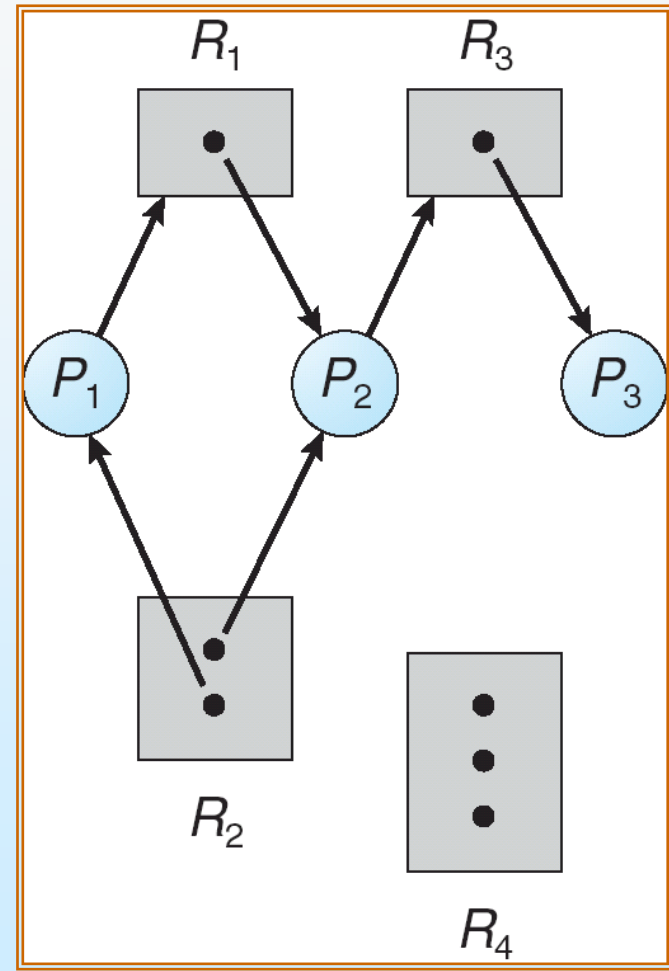 R₁ R₃
P₁ P₂ P₃
R₂
R₄